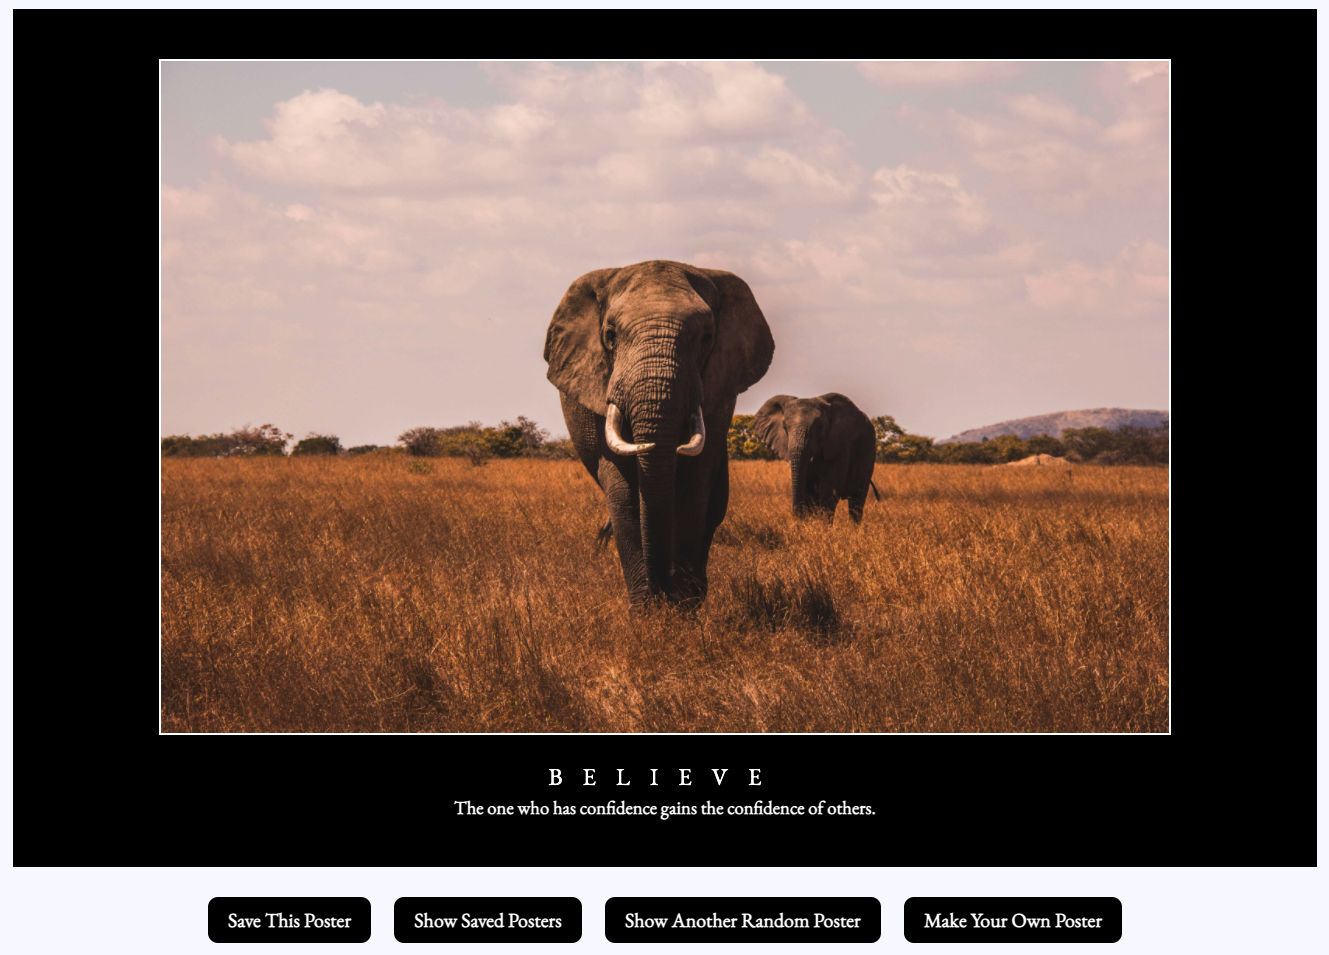 BELIEVE
The one who has confidence gains the confidence of others.
Save This Poster
Show Saved Posters
Show Another Random Poster
Make Your Own Poster